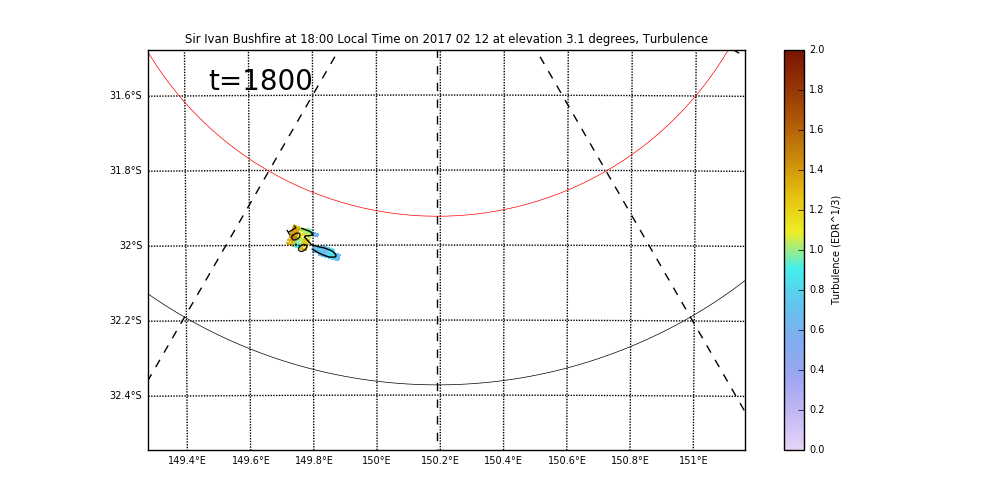 Sir Ivan Bushfire at 18:00 Local Time on 2017 02 12 at elevation 3.1 degrees, Turbulence
t=1800
31.6°S
31.8°S
32°S
32.2°S
32.4°S
149.4°E 149.6°E 149.8°E 150°E 150.2°E 150.4°E 150.6°E 150.8°E 151°E
2.0
1.8
1.6
1.4
1.2
1.0
0.8
0.6
0.4
0.2
0.0
Turbulence (EDR^1/3)